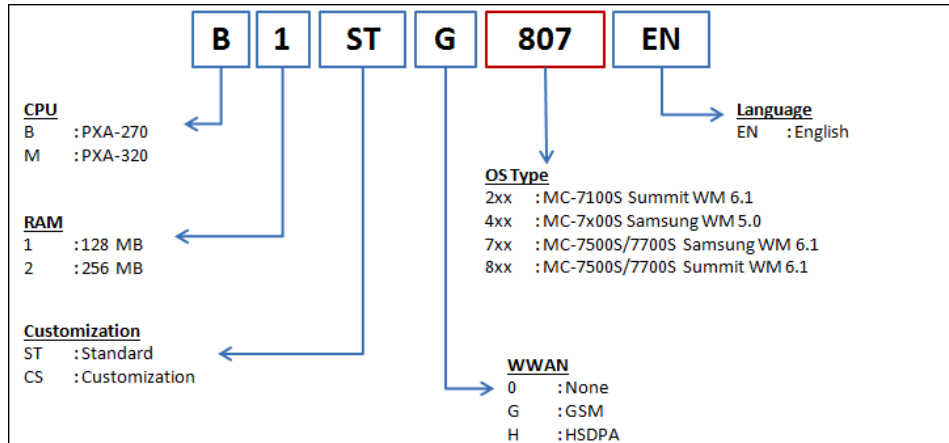 B 1 ST G 807 EN
CPU
B :PXA-270
M :PXA-320
RAM
1 :128 MB
2 :256 MB
Customization
ST :Standard
CS :Customization
Language
EN :English
OS Type
2xx :MC-7100S Summit WM 6.1
4xx :MC-7x00S Samsung WM 5.0
7xx :MC-7500S/7700S Samsung WM 6.1
8xx :MC-7500S/7700S Summit WM 6.1
WWAN
0 :None
G :GSM
H :HSDPA